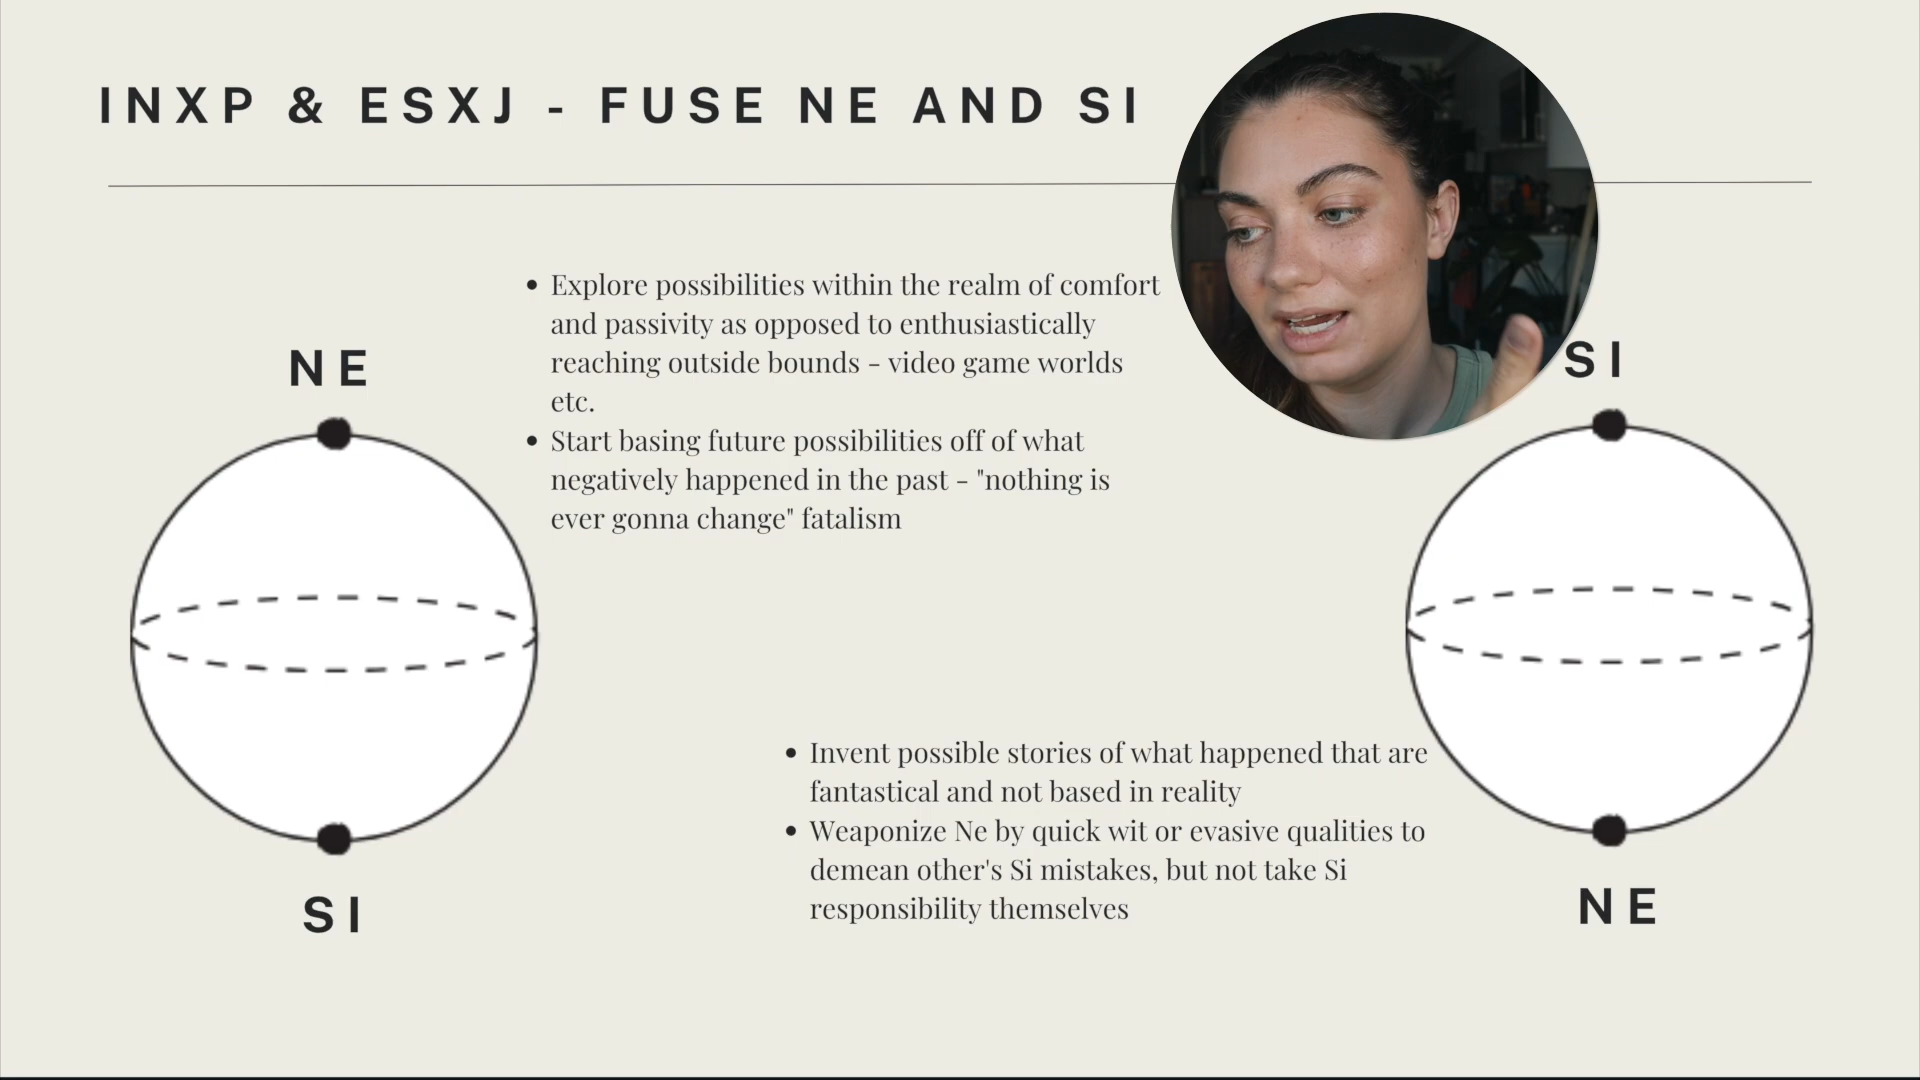 INXP & ESXJ - FUSE NE AND SI
NE
• Explore possibilities within the realm of comfort
and passivity as opposed to enthusiastically
reaching outside bounds - video game worlds
etc.
• Start basing future possibilities off of what
negatively happened in the past - "nothing is
ever gonna change" fatalism
SI
SI
• Invent possible stories of what happened that are
fantastical and not based in reality
• Weaponize Ne by quick wit or evasive qualities to
demean other's Si mistakes, but not take Si
responsibility themselves
NE